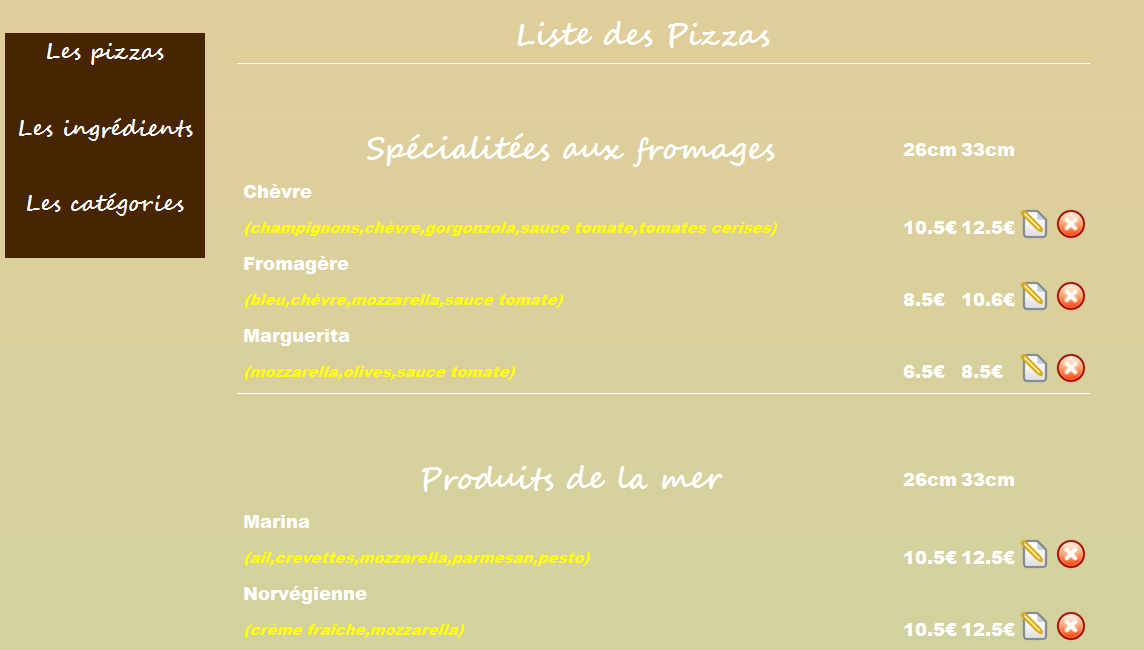 Les pizzas
Les ingrédients
Les catégories
Liste des Pizzas
Spécialitées aux fromages 26cm 33cm
Chèvre
(champignons,chèvre,gorgonzola,sauce tomate,tomates cerises) 10.5€ 12.5€
Fromagère
(bleu,chèvre,mozzarella,sauce tomate) 8.5€ 10.6€
Marguerita
(mozzarella,olives,sauce tomate) 6.5€ 8.5€
Produits de la mer 26cm 33cm
Marina
(ail,crevettes,mozzarella,parmesan,pesto) 10.5€ 12.5€
Norvégienne
(crème fraîche,mozzarella) 10.5€ 12.5€